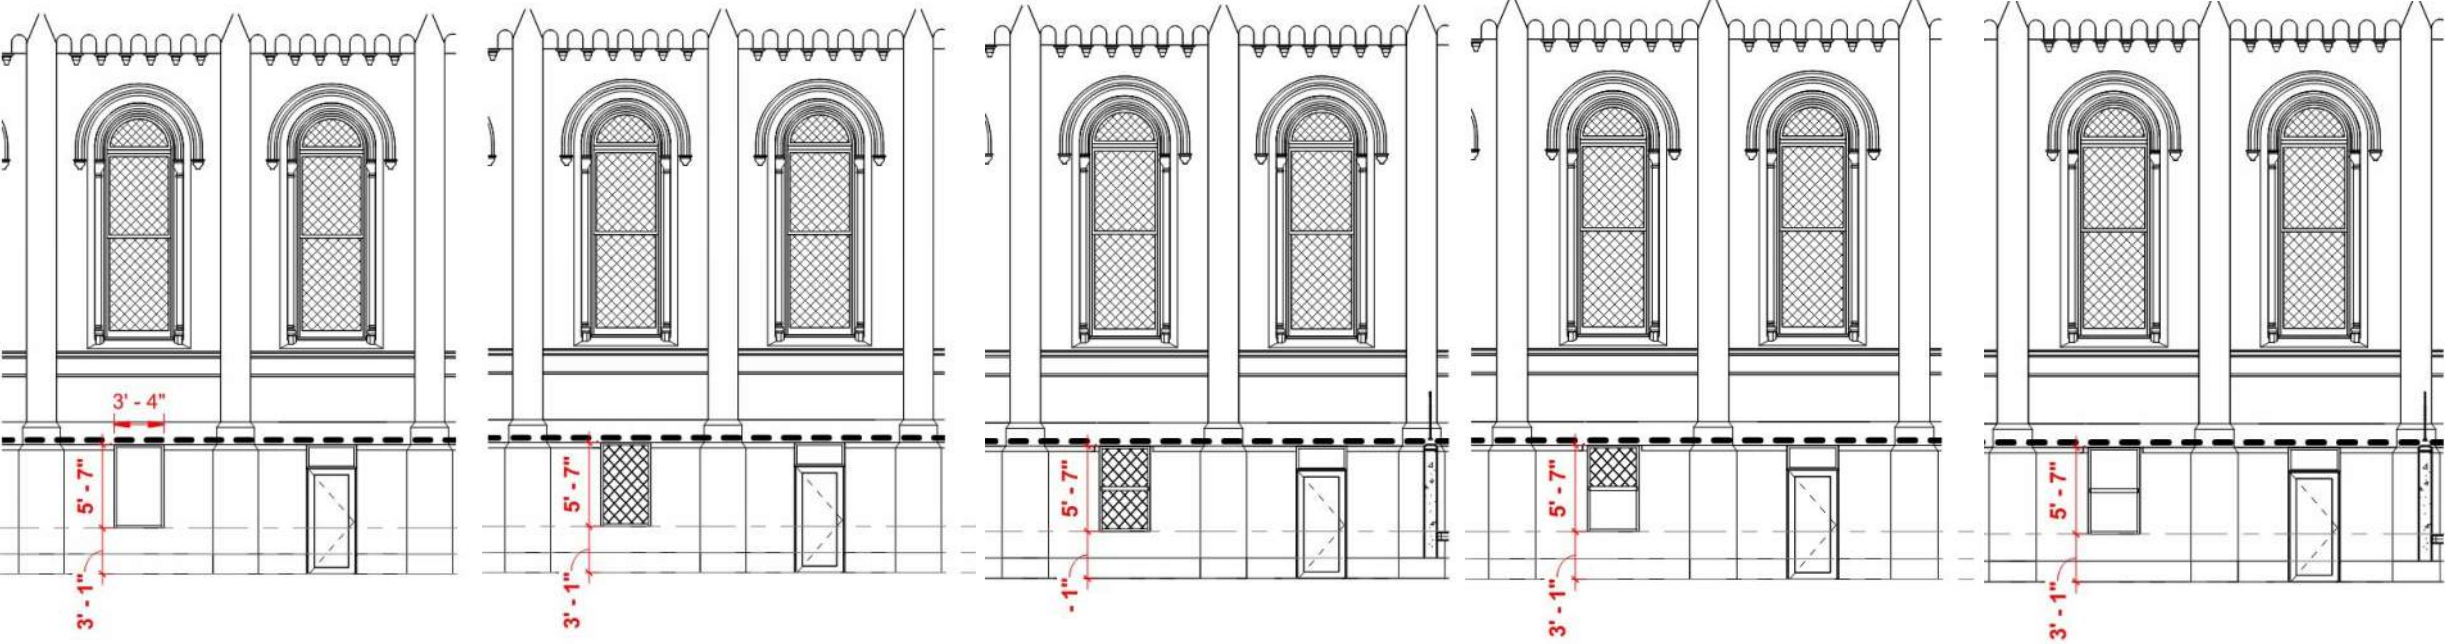 3' - 4"
5' - 7"
3' - 1"
5' - 7"
3' - 1"
5' - 7"
- 1"
5' - 7"
3' - 1"
5' - 7"
3' - 1"